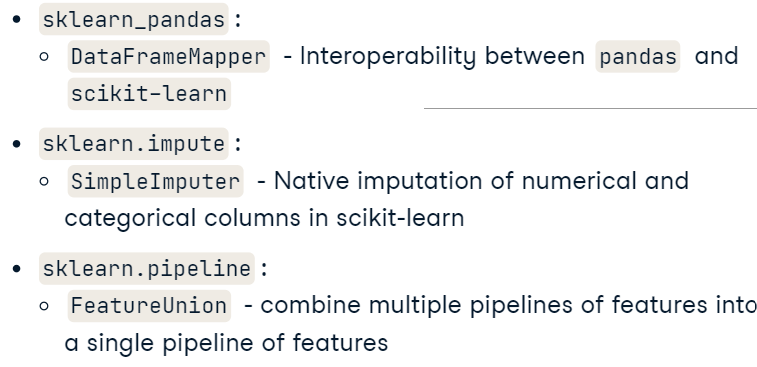 sklearn_pandas:
DataFrameMapper - Interoperability between pandas and
scikit-learn
sklearn.impute:
SimpleImputer - Native imputation of numerical and
categorical columns in scikit-learn
sklearn.pipeline:
FeatureUnion - combine multiple pipelines of features into
a single pipeline of features